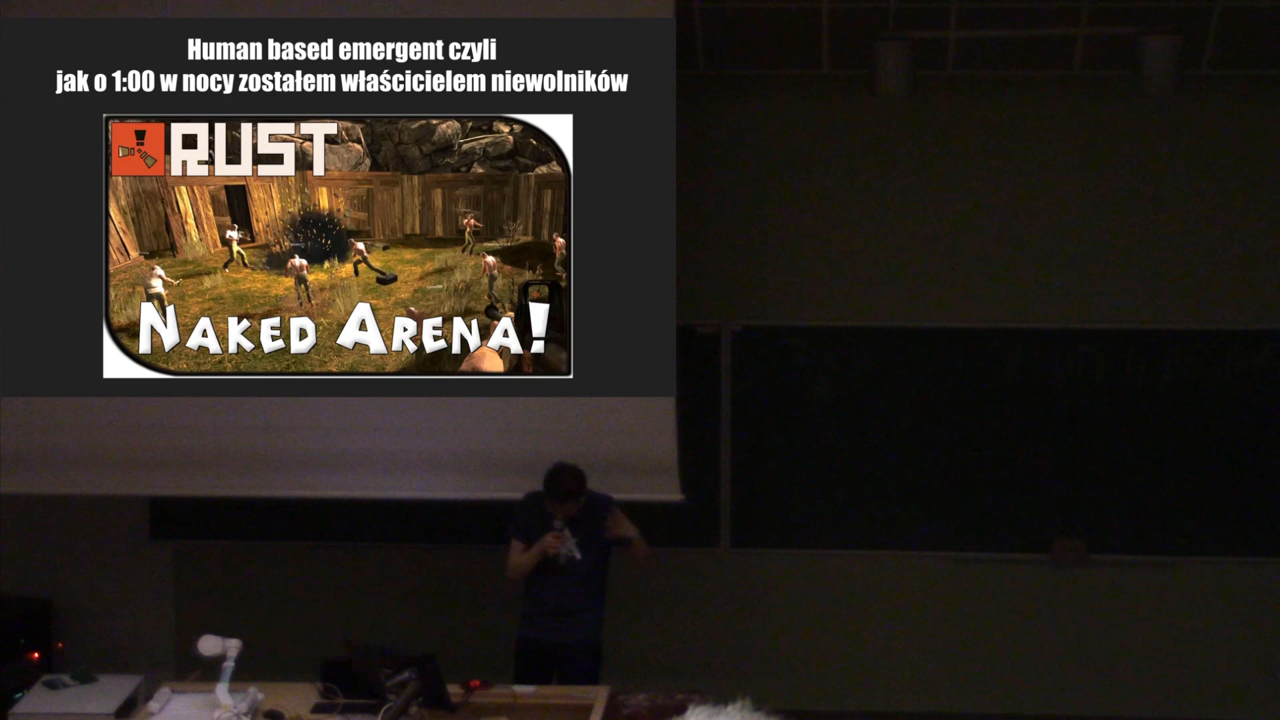 Human based emergent czyli
jak o 1:00 w nocy zostałem właścicielem niewolników
RUST
NAKED ARENA!